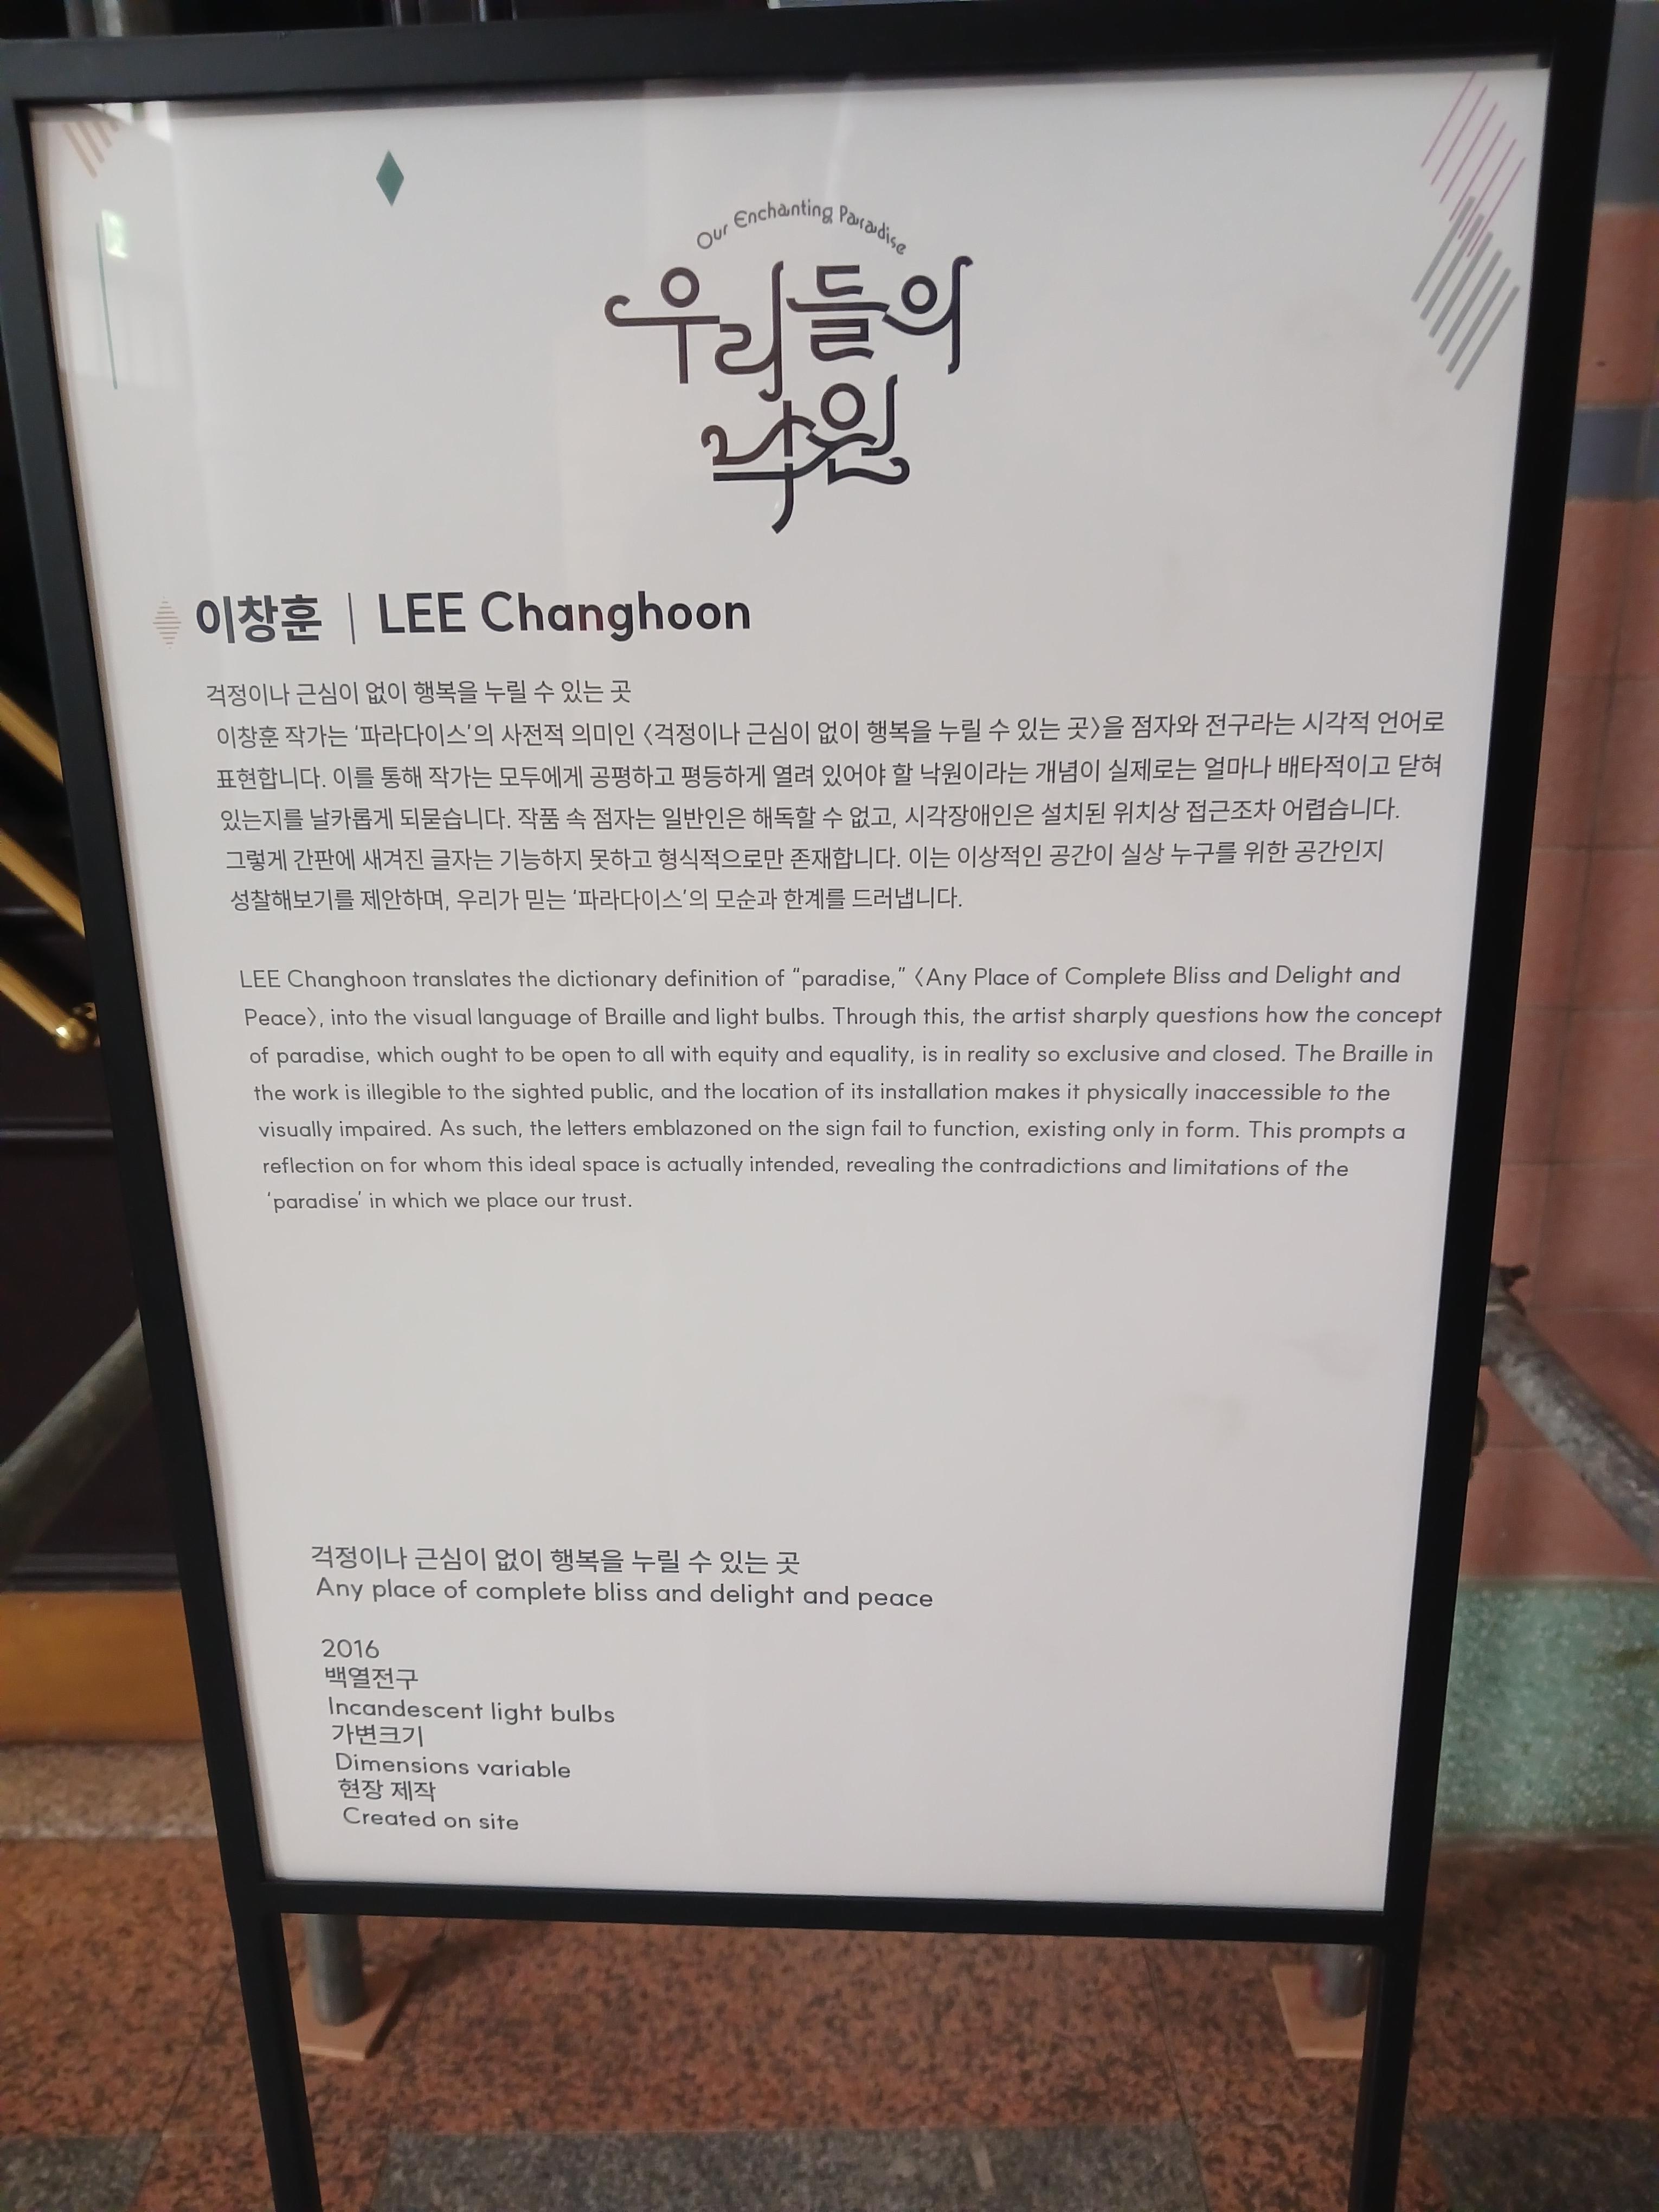 Our Enchanting Paradise
우리들의
낙원
이창훈 | LEE Changhoon
걱정이나 근심이 없이 행복을 누릴 수 있는 곳
이창훈 작가는 '파라다이스'의 사전적 의미인 〈걱정이나 근심이 없이 행복을 누릴 수 있는 곳〉을 점자와 전구라는 시각적 언어로
표현합니다. 이를 통해 작가는 모두에게 공평하고 평등하게 열려 있어야 할 낙원이라는 개념이 실제로는 얼마나 배타적이고 닫혀
있는지를 날카롭게 되묻습니다. 작품 속 점자는 일반인은 해독할 수 없고, 시각장애인은 설치된 위치상 접근조차 어렵습니다.
그렇게 간판에 새겨진 글자는 기능하지 못하고 형식적으로만 존재합니다. 이는 이상적인 공간이 실상 누구를 위한 공간인지
성찰해보기를 제안하며, 우리가 믿는 '파라다이스'의 모순과 한계를 드러냅니다.
LEE Changhoon translates the dictionary definition of "paradise," 〈Any Place of Complete Bliss and Delight and
Peace〉, into the visual language of Braille and light bulbs. Through this, the artist sharply questions how the concept
of paradise, which ought to be open to all with equity and equality, is in reality so exclusive and closed. The Braille in
the work is illegible to the sighted public, and the location of its installation makes it physically inaccessible to the
visually impaired. As such, the letters emblazoned on the sign fail to function, existing only in form. This prompts a
reflection on for whom this ideal space is actually intended, revealing the contradictions and limitations of the
'paradise' in which we place our trust.
걱정이나 근심이 없이 행복을 누릴 수 있는 곳
Any place of complete bliss and delight and peace
2016
백열전구
Incandescent light bulbs
가변크기
Dimensions variable
현장 제작
Created on site